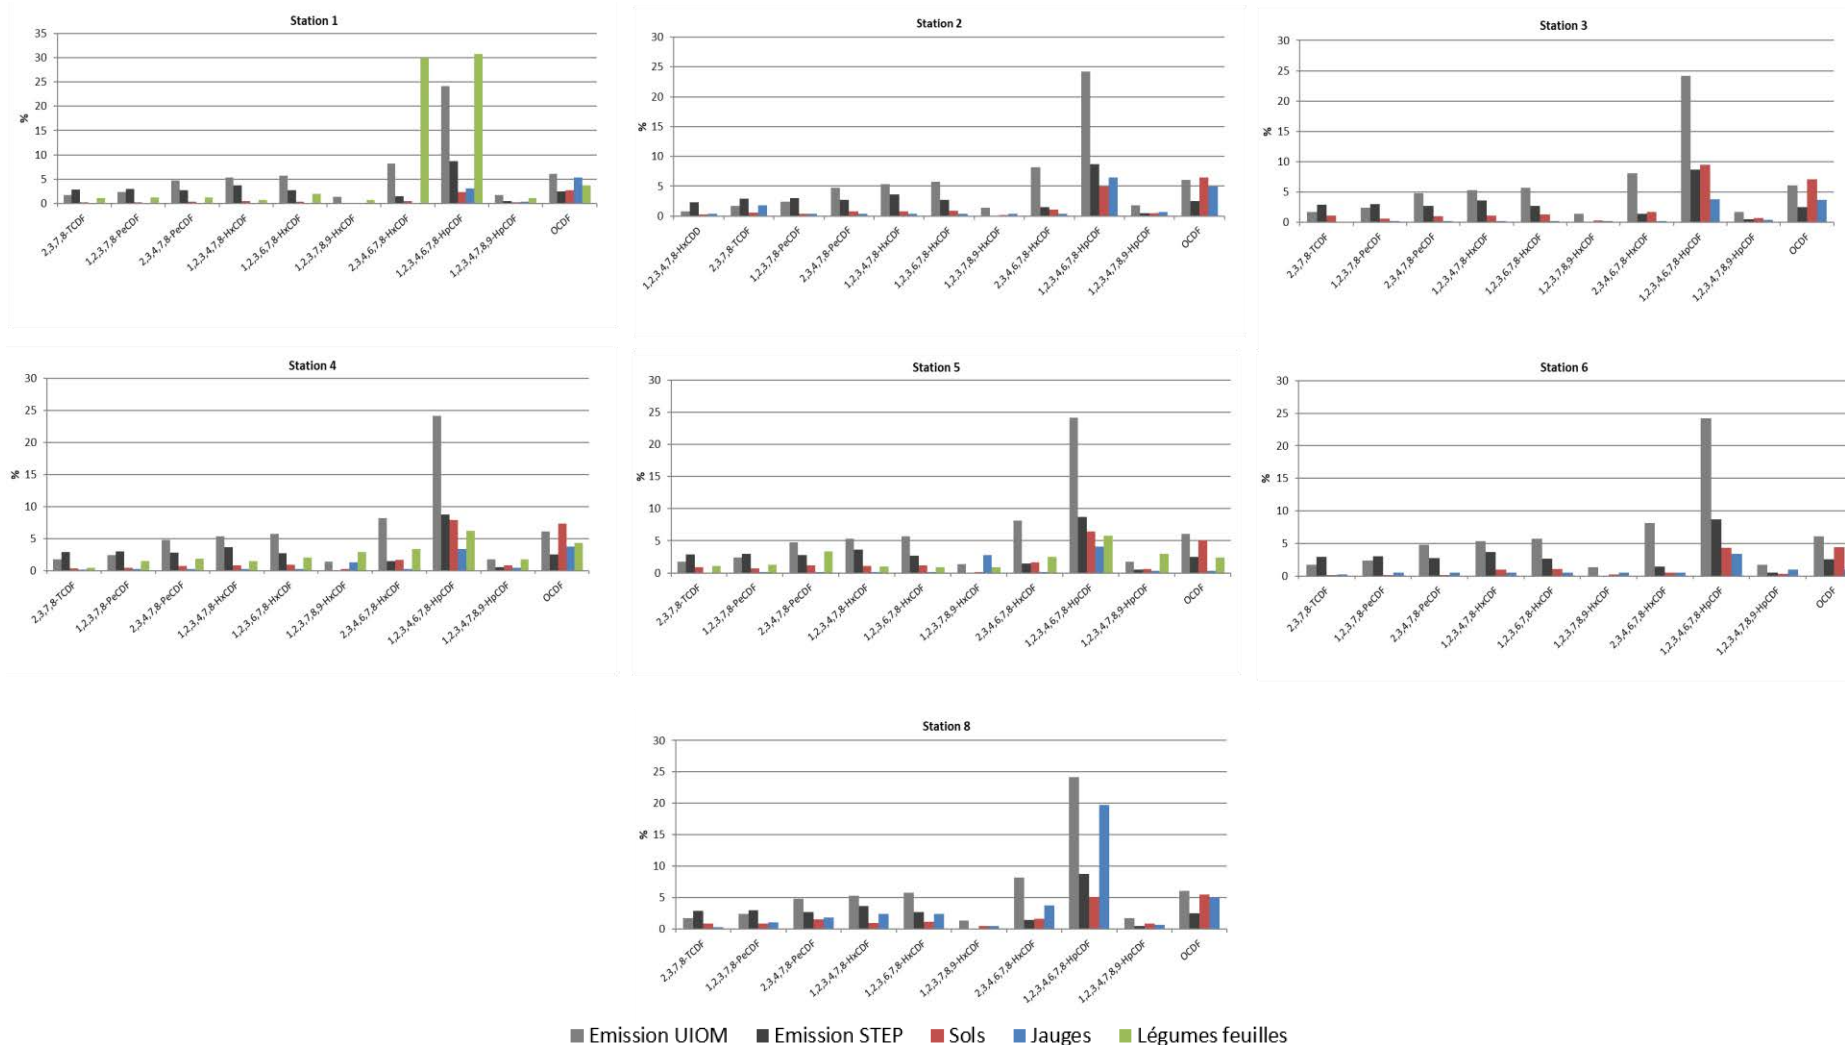 Station 1
35
30
25
20
15
10
5
0
%
2,3,7,8-TCDF
1,2,3,7,8-PeCDF
2,3,4,7,8-PeCDF
1,2,3,4,7,8-HxCDF
1,2,3,6,7,8-HxCDF
1,2,3,7,8,9-HxCDF
2,3,4,6,7,8-HxCDF
1,2,3,4,6,7,8-HpCDF
1,2,3,4,7,8,9-HpCDF
OCDF
Station 2
30
25
20
15
10
5
0
%
1,2,3,4,7,8-HxCDD
2,3,7,8-TCDF
1,2,3,7,8-PeCDF
2,3,4,7,8-PeCDF
1,2,3,4,7,8-HxCDF
1,2,3,6,7,8-HxCDF
1,2,3,7,8,9-HxCDF
2,3,4,6,7,8-HxCDF
1,2,3,4,6,7,8-HpCDF
1,2,3,4,7,8,9-HpCDF
OCDF
Station 3
30
25
20
15
10
5
0
%
2,3,7,8-TCDF
1,2,3,7,8-PeCDF
2,3,4,7,8-PeCDF
1,2,3,4,7,8-HxCDF
1,2,3,6,7,8-HxCDF
1,2,3,7,8,9-HxCDF
2,3,4,6,7,8-HxCDF
1,2,3,4,6,7,8-HpCDF
1,2,3,4,7,8,9-HpCDF
OCDF
Station 4
30
25
20
15
10
5
0
%
2,3,7,8-TCDF
1,2,3,7,8-PeCDF
2,3,4,7,8-PeCDF
1,2,3,4,7,8-HxCDF
1,2,3,6,7,8-HxCDF
1,2,3,7,8,9-HxCDF
2,3,4,6,7,8-HxCDF
1,2,3,4,6,7,8-HpCDF
1,2,3,4,7,8,9-HpCDF
OCDF
Station 5
30
25
20
15
10
5
0
%
2,3,7,8-TCDF
1,2,3,7,8-PeCDF
2,3,4,7,8-PeCDF
1,2,3,4,7,8-HxCDF
1,2,3,6,7,8-HxCDF
1,2,3,7,8,9-HxCDF
2,3,4,6,7,8-HxCDF
1,2,3,4,6,7,8-HpCDF
1,2,3,4,7,8,9-HpCDF
OCDF
Station 6
30
25
20
15
10
5
0
%
2,3,7,8-TCDF
1,2,3,7,8-PeCDF
2,3,4,7,8-PeCDF
1,2,3,4,7,8-HxCDF
1,2,3,6,7,8-HxCDF
1,2,3,7,8,9-HxCDF
2,3,4,6,7,8-HxCDF
1,2,3,4,6,7,8-HpCDF
1,2,3,4,7,8,9-HpCDF
OCDF
Station 8
30
25
20
15
10
5
0
%
2,3,7,8-TCDF
1,2,3,7,8-PeCDF
2,3,4,7,8-PeCDF
1,2,3,4,7,8-HxCDF
1,2,3,6,7,8-HxCDF
1,2,3,7,8,9-HxCDF
2,3,4,6,7,8-HxCDF
1,2,3,4,6,7,8-HpCDF
1,2,3,4,7,8,9-HpCDF
OCDF
Emission UIOM Emission STEP Sols Jauges Légumes feuilles